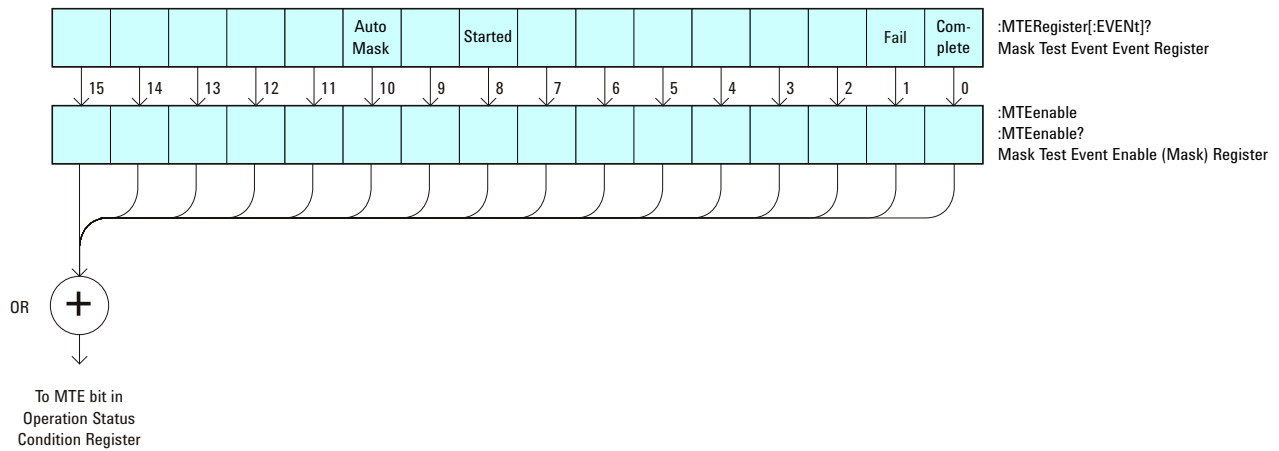 Auto
Mask
Started
Fail
Com-
plete
:MTERegister[:EVENt]?
Mask Test Event Event Register
15 14 13 12 11 10 9 8 7 6 5 4 3 2 1 0
:MTEenable
:MTEenable?
Mask Test Event Enable (Mask) Register
OR
+
To MTE bit in
Operation Status
Condition Register